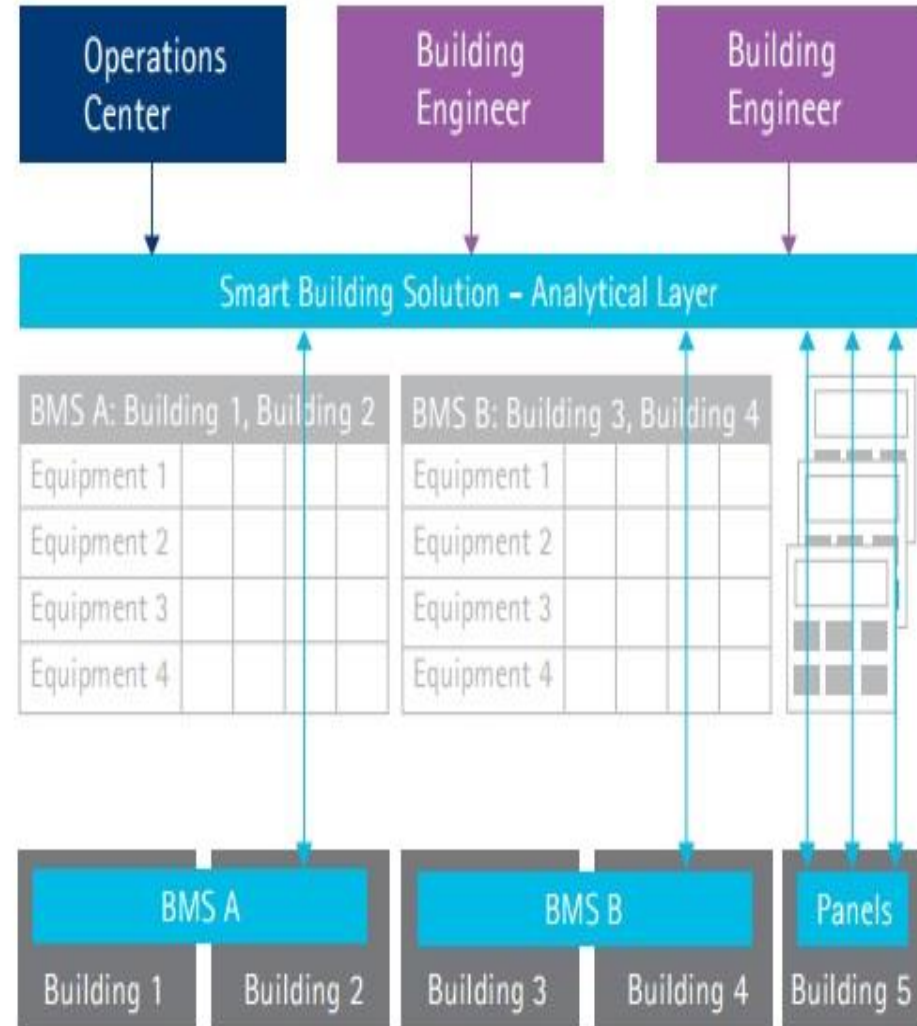 Operations
Center
Building
Engineer
Building
Engineer
Smart Building Solution – Analytical Layer
BMS A: Building 1, Building 2
Equipment 1
Equipment 2
Equipment 3
Equipment 4
BMS B: Building 3, Building 4
Equipment 1
Equipment 2
Equipment 3
Equipment 4
BMS A
Building 1
Building 2
BMS B
Building 3
Building 4
Panels
Building 5